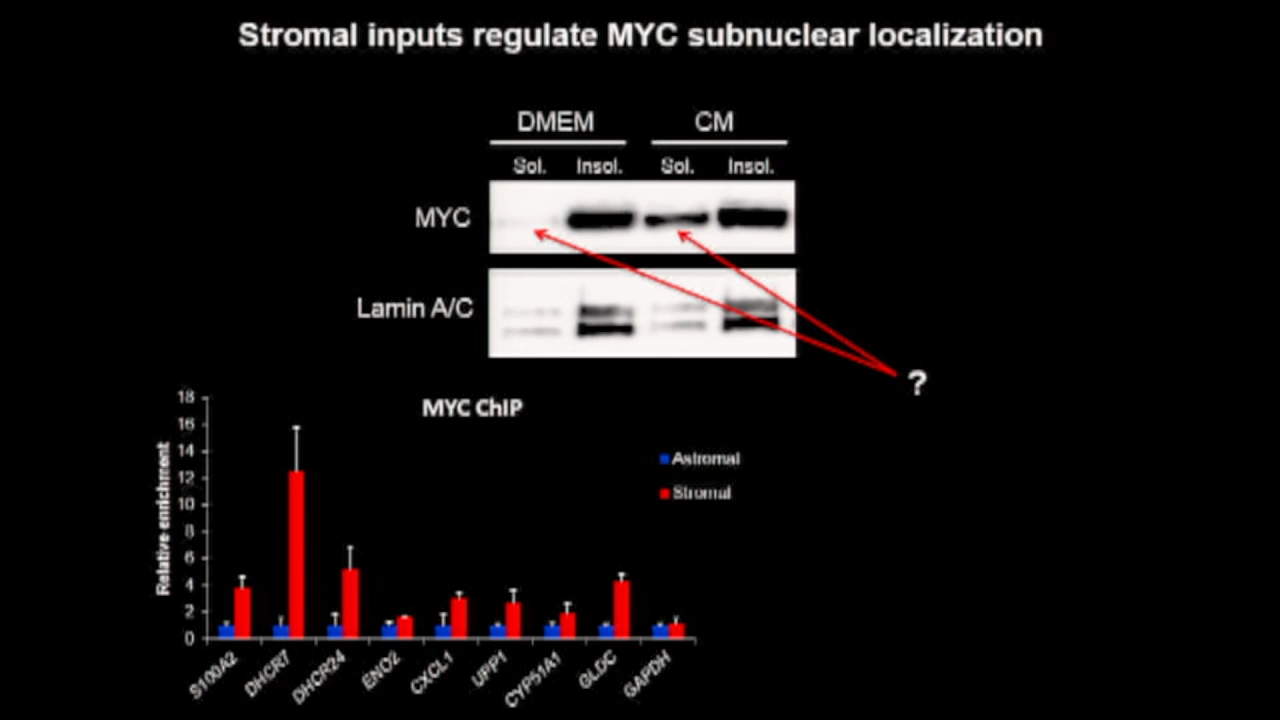 Stromal inputs regulate MYC subnuclear localization
DMEM CM
Sol. Insol. Sol. Insol.
MYC
Lamin A/C
?
MYC ChIP
Relative enrichment
18
16
14
12
10
8
6
4
2
0
Astromal
Stromal
S100A2 DHCR7 DHCR24 ENO2 CXCL1 UPP1 CYP51A1 GLDC GAPDH